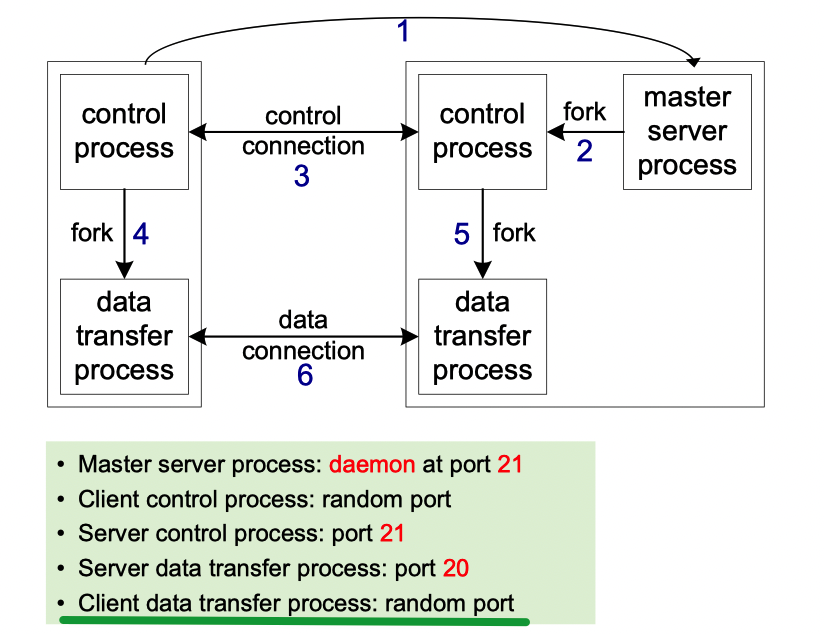 1
control
process
control
connection
3
control
process
fork
2
master
server
process
fork
4
5
fork
data
transfer
process
data
connection
6
data
transfer
process
• Master server process: daemon at port 21
• Client control process: random port
• Server control process: port 21
• Server data transfer process: port 20
• Client data transfer process: random port